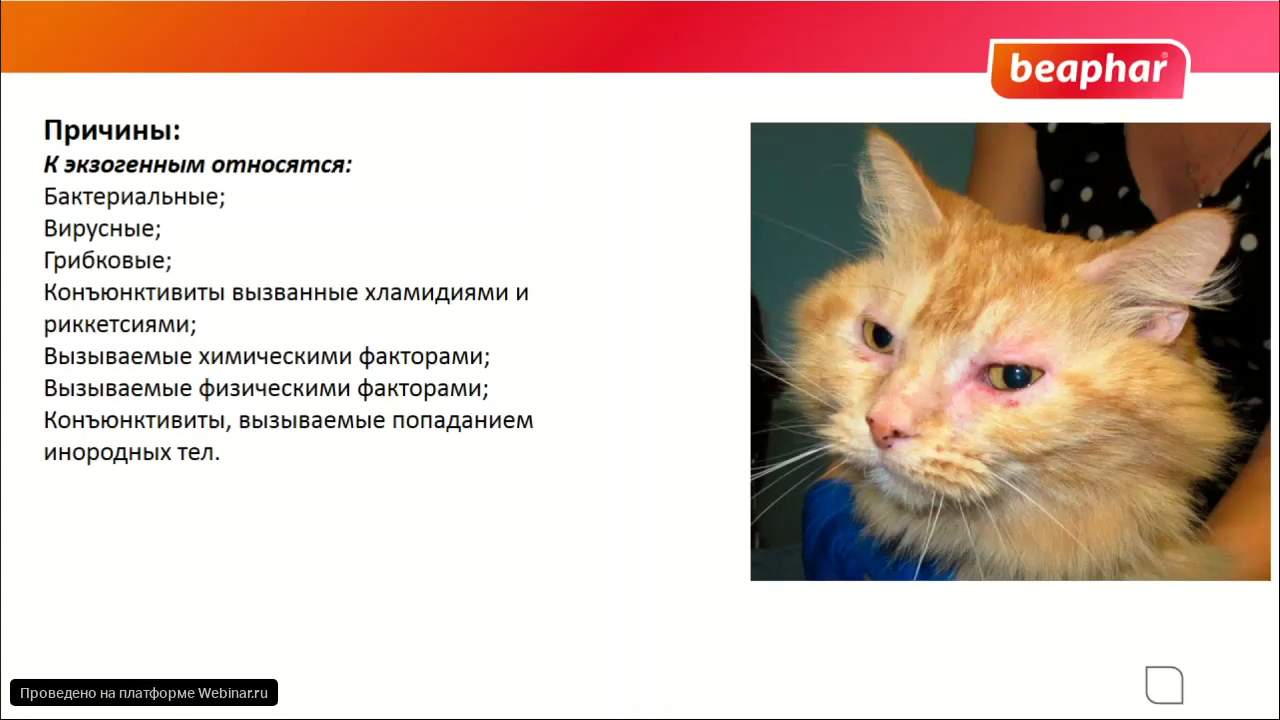 beaphar®
Причины:
К экзогенным относятся:
Бактериальные;
Вирусные;
Грибковые;
Конъюнктивиты вызванные хламидиями и
риккетсиями;
Вызываемые химическими факторами;
Вызываемые физическими факторами;
Конъюнктивиты, вызываемые попаданием
инородных тел.
Проведено на платформе Webinar.ru